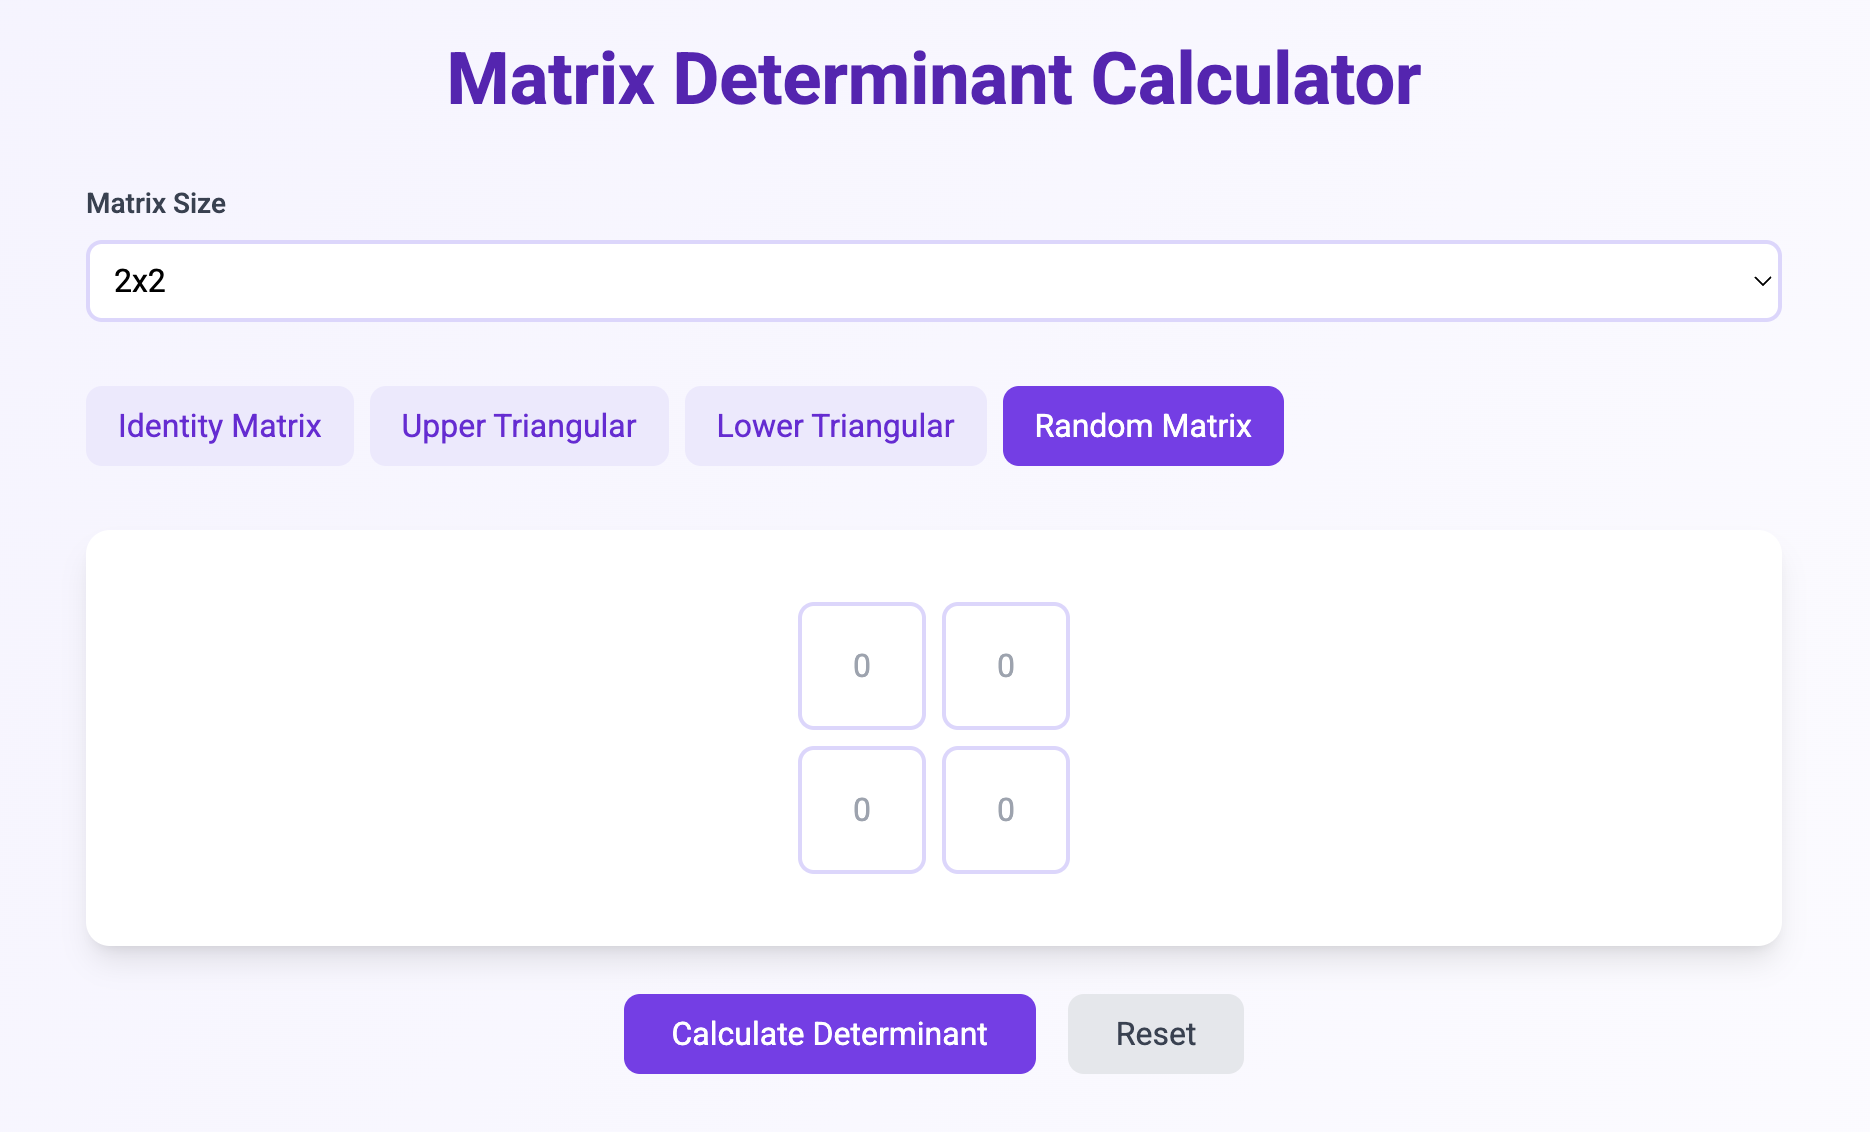 Matrix Determinant Calculator
Matrix Size
2x2
Identity Matrix Upper Triangular Lower Triangular Random Matrix
0 0
0 0
Calculate Determinant Reset